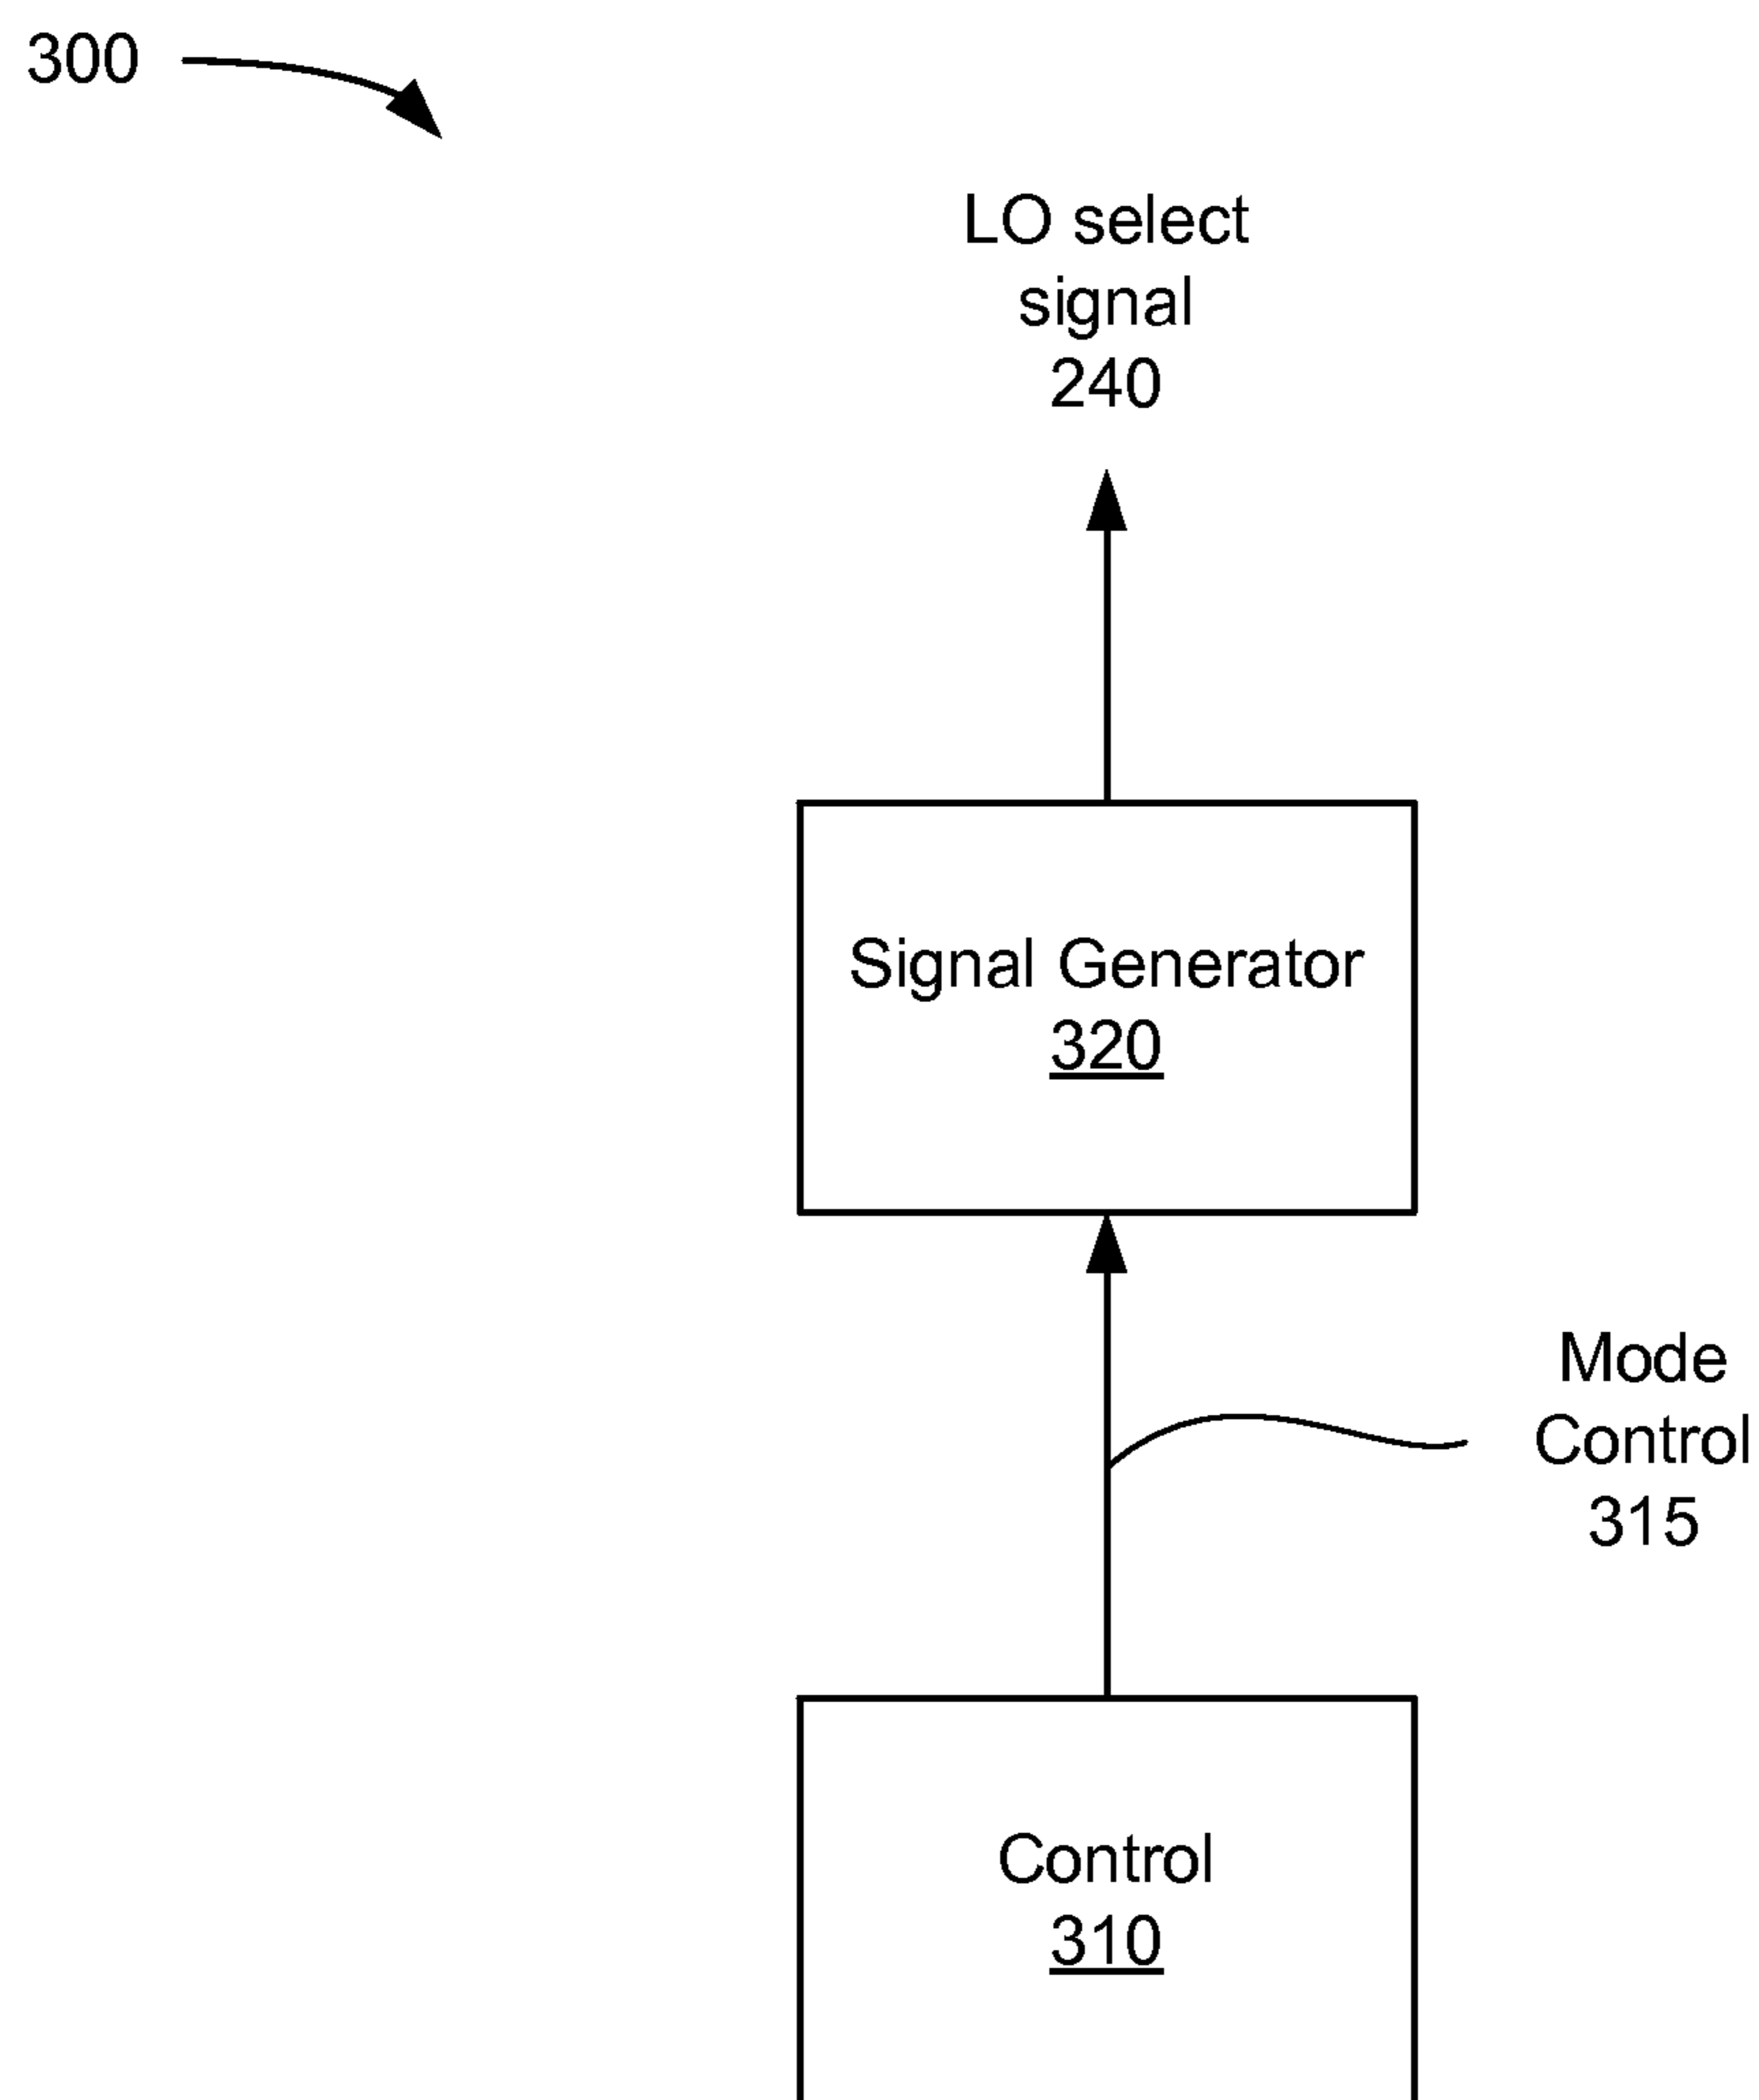 300
LO select
signal
240
Signal Generator
320
Mode
Control
315
Control
310